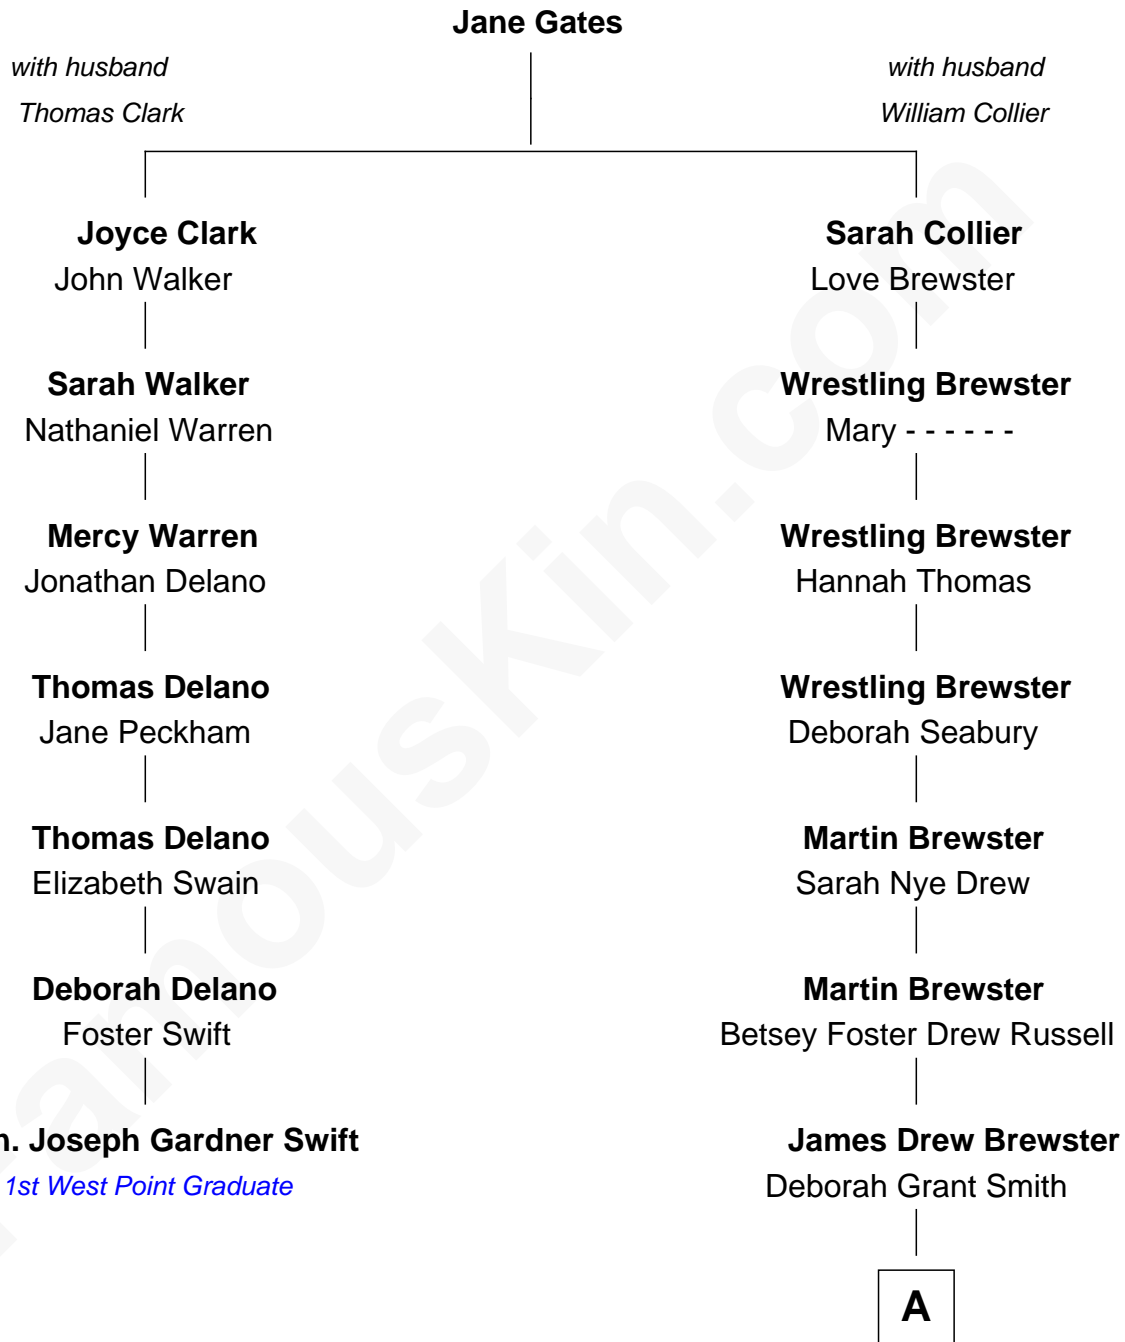 Jane Gates
with husband
Thomas Clark
with husband
William Collier
Joyce Clark
John Walker
Sarah Collier
Love Brewster
Sarah Walker
Nathaniel Warren
Wrestling Brewster
Mary - - - - - -
Mercy Warren
Jonathan Delano
Wrestling Brewster
Hannah Thomas
Thomas Delano
Jane Peckham
Wrestling Brewster
Deborah Seabury
Thomas Delano
Elizabeth Swain
Martin Brewster
Sarah Nye Drew
Deborah Delano
Foster Swift
Martin Brewster
Betsey Foster Drew Russell
n. Joseph Gardner Swift
1st West Point Graduate
James Drew Brewster
Deborah Grant Smith
A
FamousKin.com